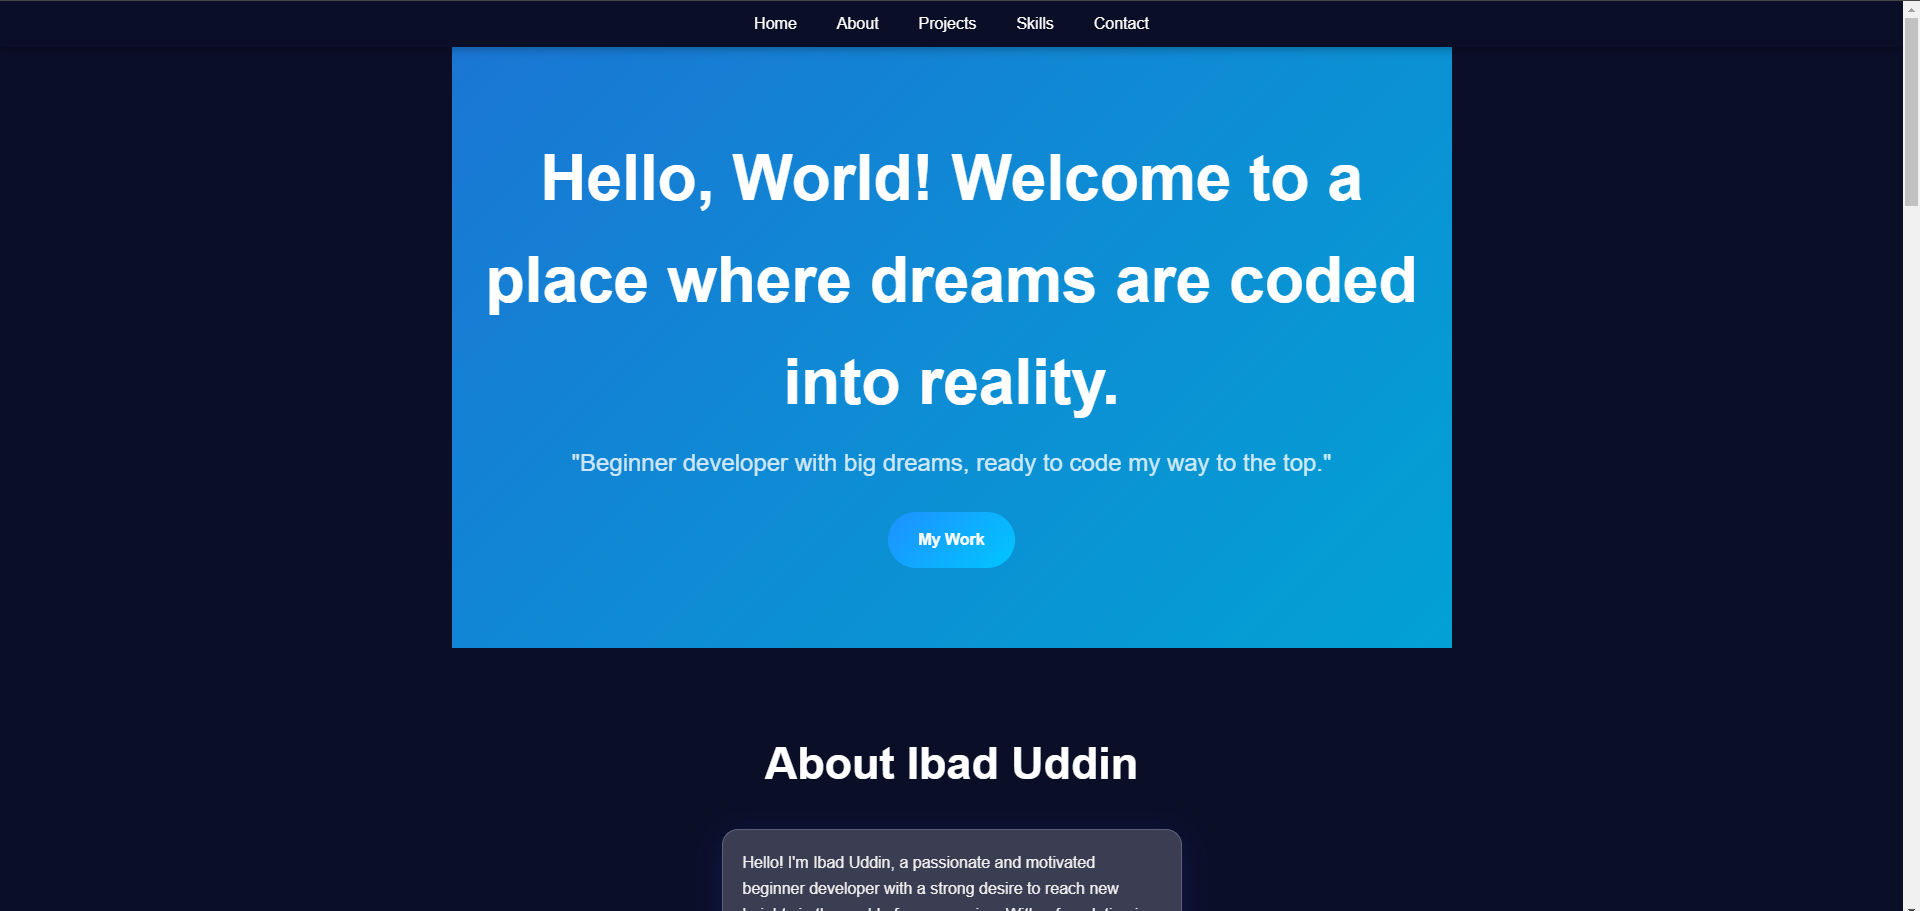 Home About Projects Skills Contact
Hello, World! Welcome to a
place where dreams are coded
into reality.
"Beginner developer with big dreams, ready to code my way to the top."
My Work
About Ibad Uddin
Hello! I'm Ibad Uddin, a passionate and motivated
beginner developer with a strong desire to reach new